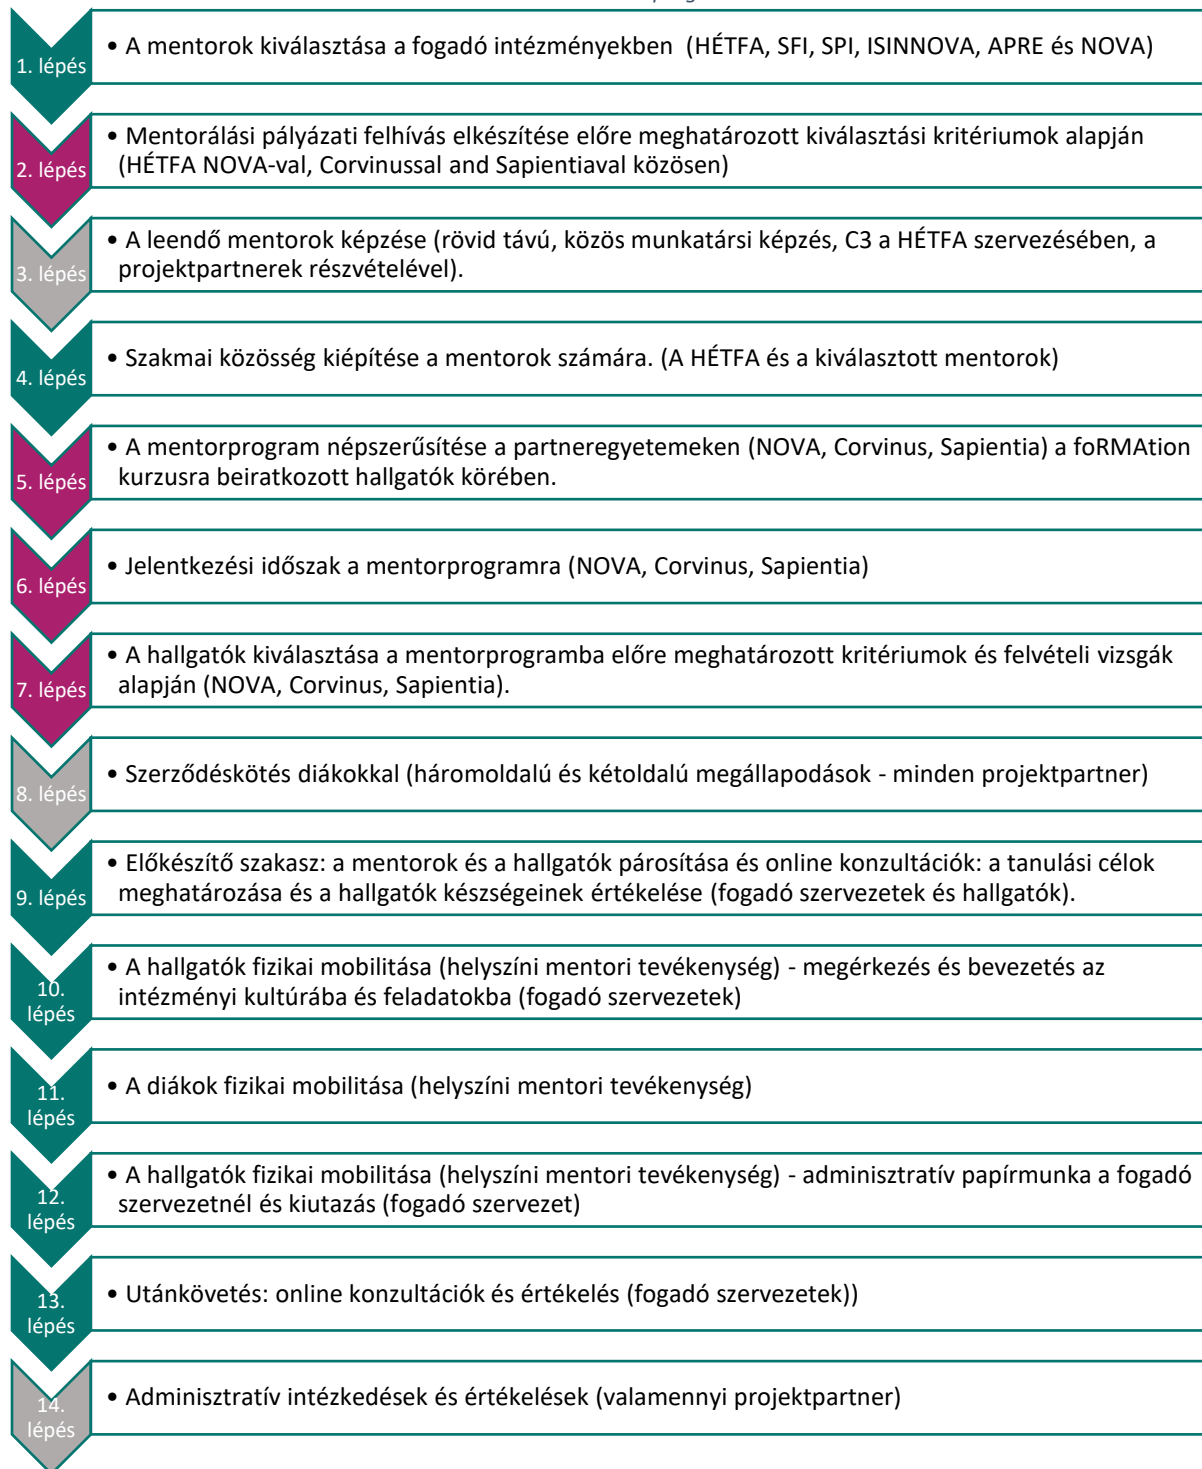 1. lépés
• A mentorok kiválasztása a fogadó intézményekben (HÉTFA, SFI, SPI, ISINNOVA, APRE és NOVA)
2. lépés
• Mentorálási pályázati felhívás elkészítése előre meghatározott kiválasztási kritériumok alapján
(HÉTFA NOVA-val, Corvinussal and Sapientiaval közösen)
3. lépés
• A leendő mentorok képzése (rövid távú, közös munkatársi képzés, C3 a HÉTFA szervezésében, a
projektpartnerek részvételével).
4. lépés
• Szakmai közösség kiépítése a mentorok számára. (A HÉTFA és a kiválasztott mentorok)
5. lépés
• A mentorprogram népszerűsítése a partneregyetemeken (NOVA, Corvinus, Sapientia) a foRMAtion
kurzusra beiratkozott hallgatók körében.
6. lépés
• Jelentkezési időszak a mentorprogramra (NOVA, Corvinus, Sapientia)
7. lépés
• A hallgatók kiválasztása a mentorprogramba előre meghatározott kritériumok és felvételi vizsgák
alapján (NOVA, Corvinus, Sapientia).
8. lépés
• Szerződéskötés diákokkal (háromoldalú és kétoldalú megállapodások - minden projektpartner)
9. lépés
• Előkészítő szakasz: a mentorok és a hallgatók párosítása és online konzultációk: a tanulási célok
meghatározása és a hallgatók készségeinek értékelése (fogadó szervezetek és hallgatók).
10.
lépés
• A hallgatók fizikai mobilitása (helyszíni mentori tevékenység) - megérkezés és bevezetés az
intézményi kultúrába és feladatokba (fogadó szervezetek)
11.
lépés
• A diákok fizikai mobilitása (helyszíni mentori tevékenység)
12.
lépés
• A hallgatók fizikai mobilitása (helyszíni mentori tevékenység) - adminisztratív papírmunka a fogadó
szervezetnél és kiutazás (fogadó szervezet)
13.
lépés
• Utánkövetés: online konzultációk és értékelés (fogadó szervezetek))
14.
lépés
• Adminisztratív intézkedések és értékelések (valamennyi projektpartner)